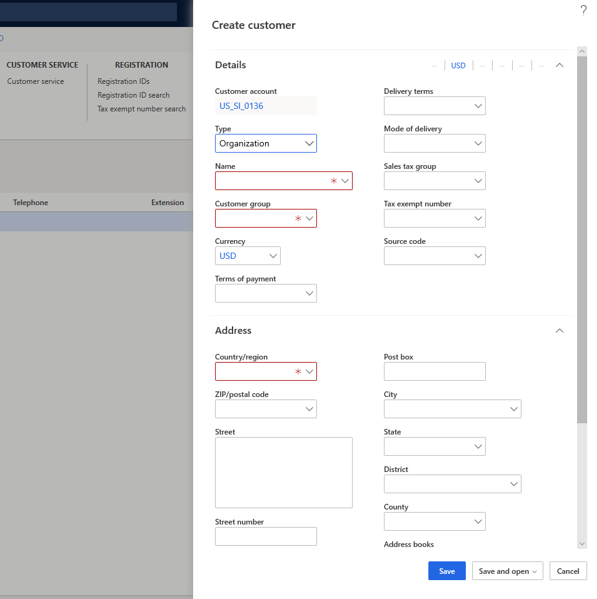 ?
Create customer
CUSTOMER SERVICE
REGISTRATION
Customer service
Registration IDs
Registration ID search
Tax exempt number search
Telephone
Extension
Details
-- | USD | -- | -- | -- | --
Customer account
US_SI_0136
Type
Organization
Name
*
Customer group
*
Currency
USD
Terms of payment
Delivery terms
Mode of delivery
Sales tax group
Tax exempt number
Source code
Address
Country/region
*
ZIP/postal code
Street
Street number
Post box
City
State
District
County
Address books
Save
Save and open
Cancel